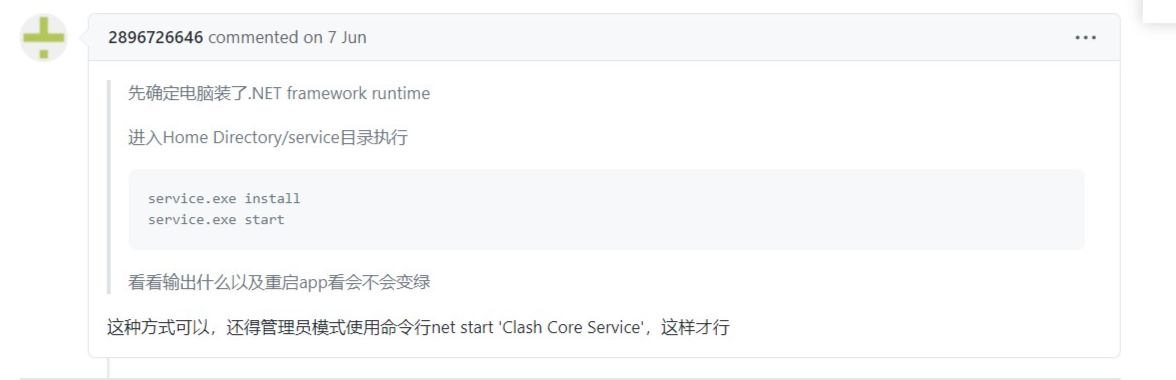 2896726646 commented on 7 Jun
先确定电脑装了.NET framework runtime
进入Home Directory/service目录执行
service.exe install
service.exe start
看看输出什么以及重启app看会不会变绿
这种方式可以，还得管理员模式使用命令行net start 'Clash Core Service'，这样才行